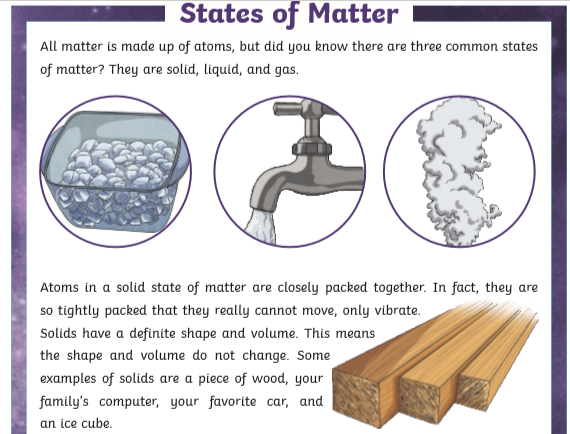 States of Matter
All matter is made up of atoms, but did you know there are three common states
of matter? They are solid, liquid, and gas.
Atoms in a solid state of matter are closely packed together. In fact, they are
so tightly packed that they really cannot move, only vibrate.
Solids have a definite shape and volume. This means
the shape and volume do not change. Some
examples of solids are a piece of wood, your
family's computer, your favorite car, and
an ice cube.